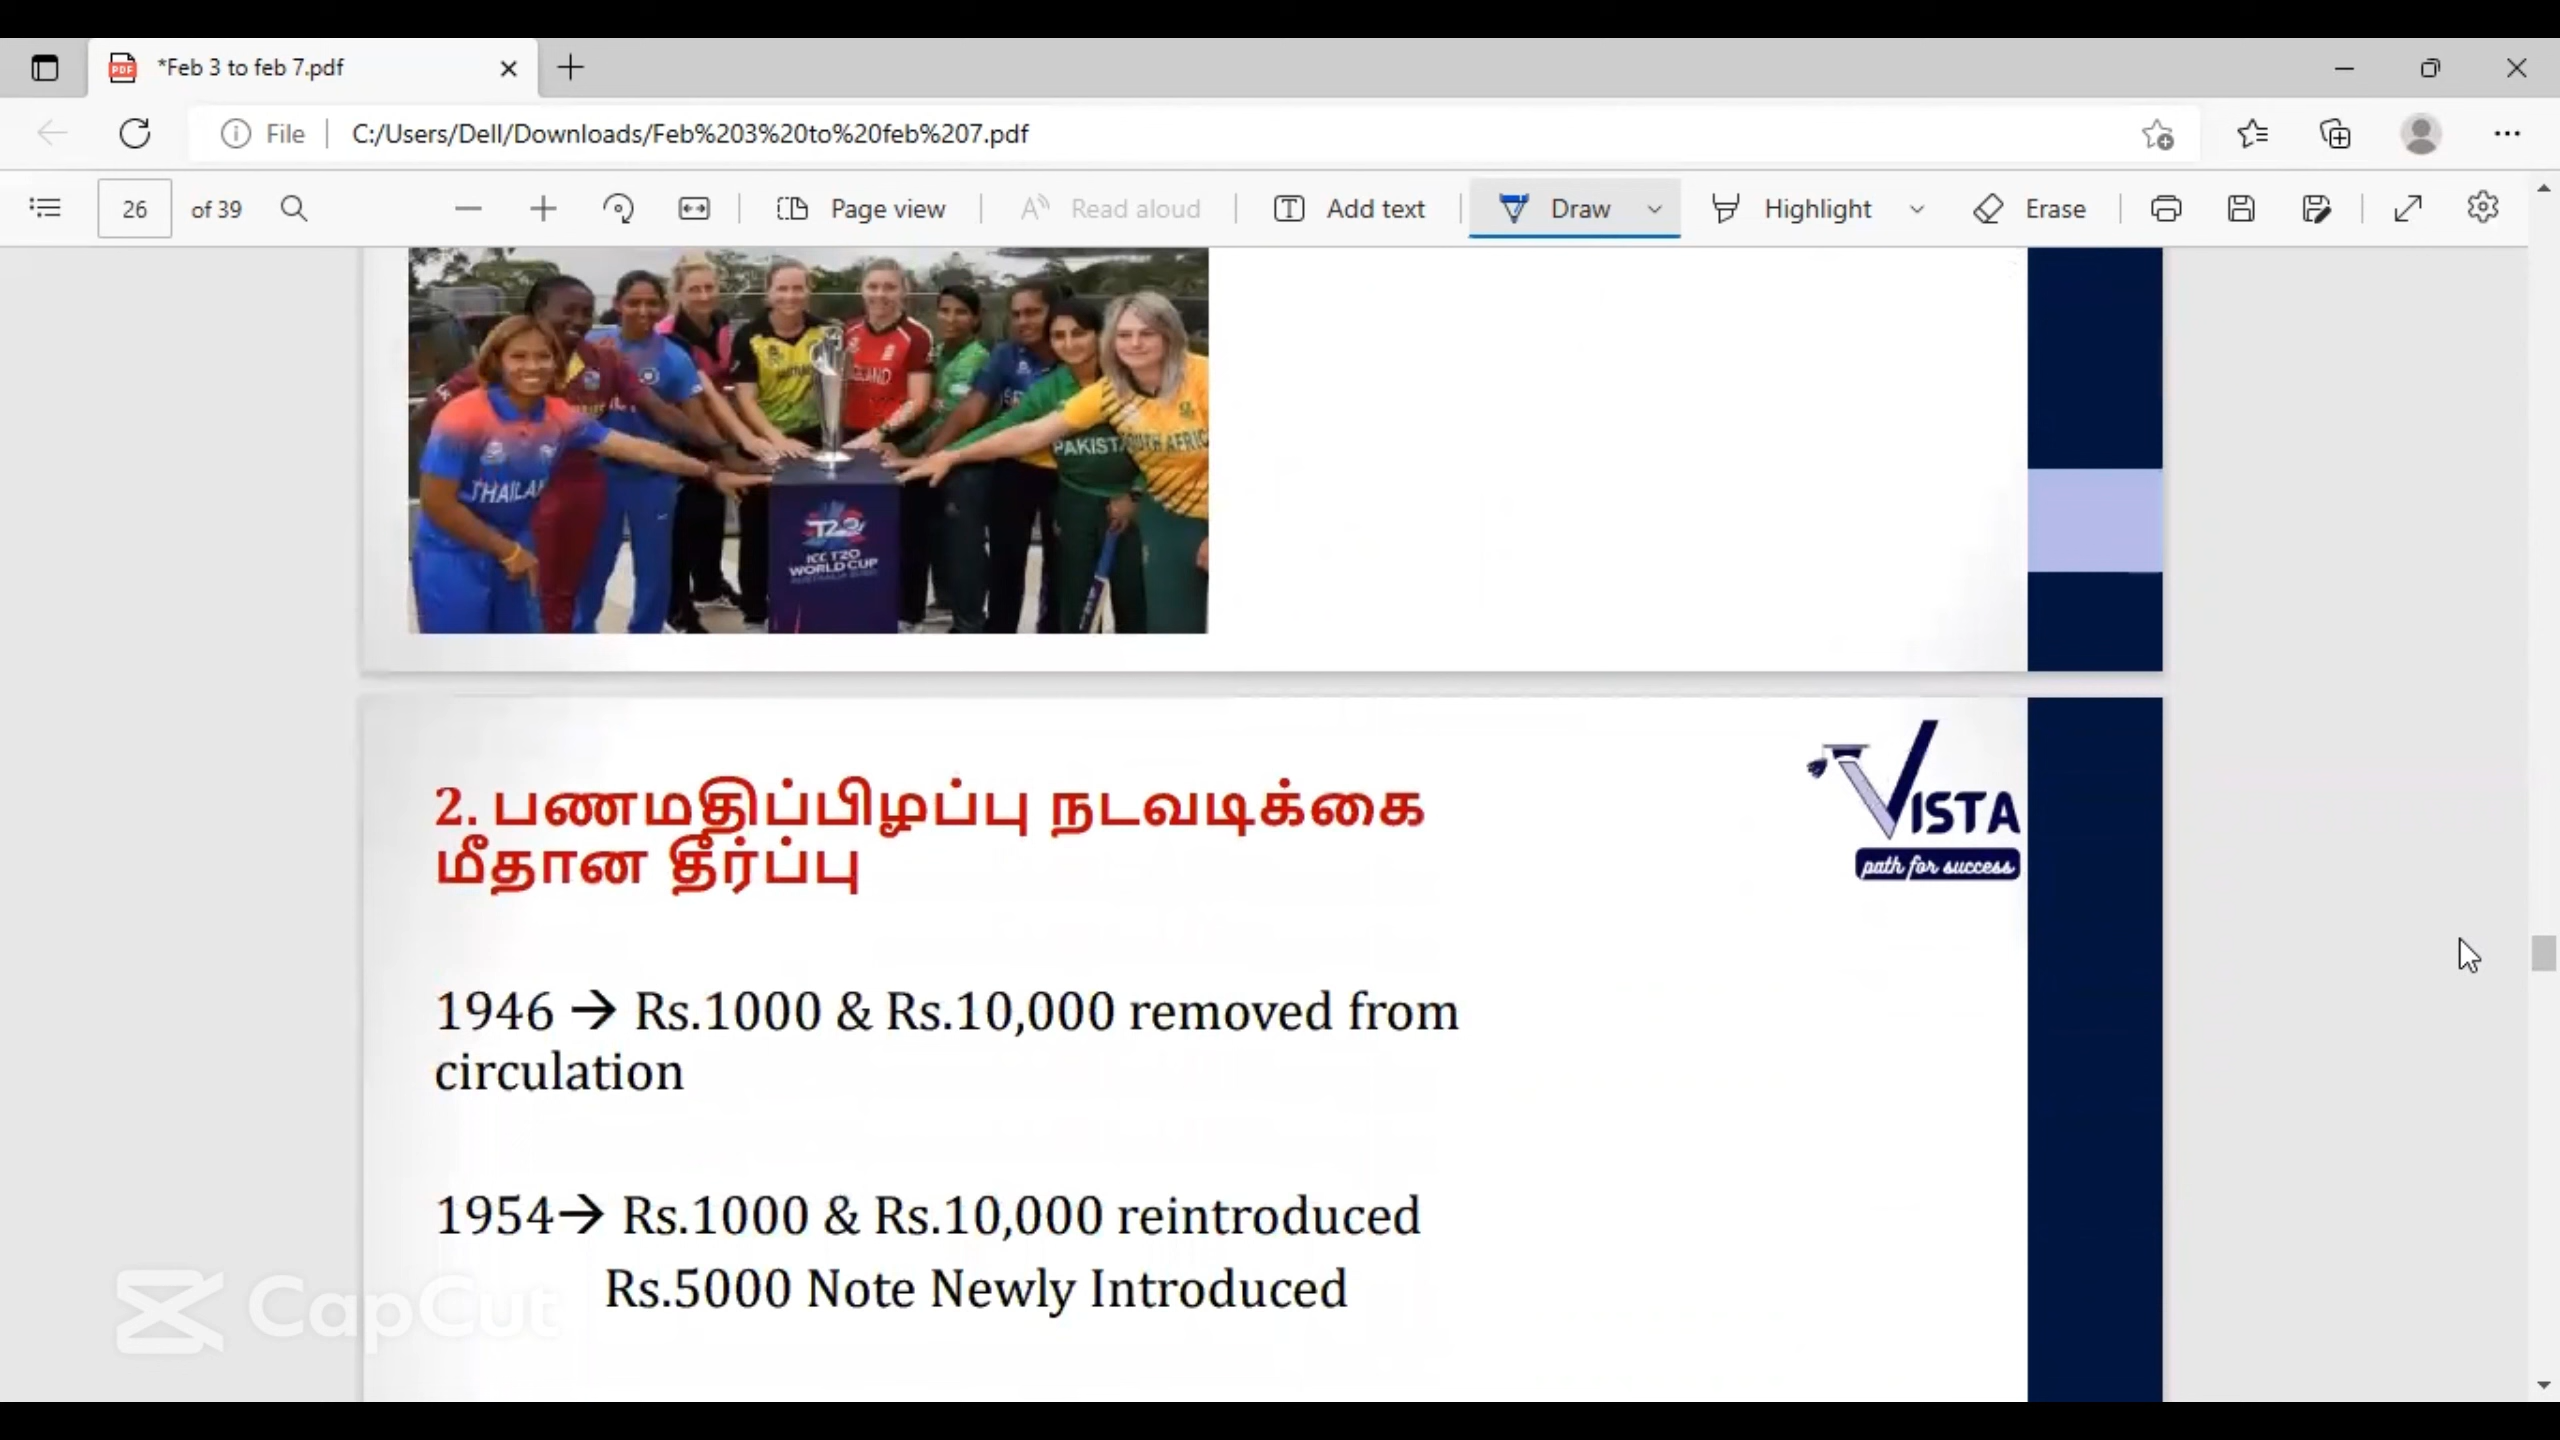 *Feb 3 to feb 7.pdf
File
C:/Users/Dell/Downloads/Feb%203%20to%20feb%207.pdf
26 of 39
Page view
Read aloud
Add text
Draw
Highlight
Erase
THAILA
PAKIST
T20
ICC T20
WORLD CUP
2. பணமதிப்பிழப்பு நடவடிக்கை
மீதான தீர்ப்பு
VISTA
path for success
1946 → Rs.1000 & Rs.10,000 removed from
circulation
1954→ Rs.1000 & Rs.10,000 reintroduced
Rs.5000 Note Newly Introduced
CapCut